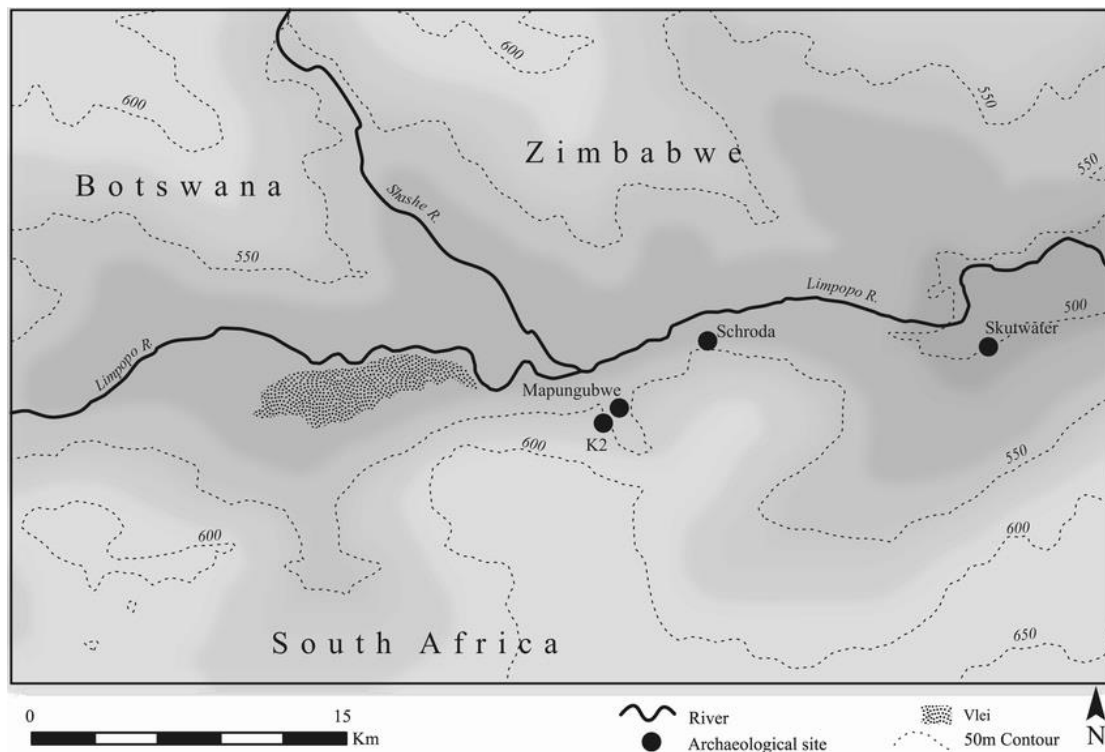 600
600
550
Zimbabwe
550
Botswana
Shashe R.
550
Limpopo R.
500
Schroda
Skutwater
Limpopo R.
Mapungubwe
K2
600
550
600
600
South Africa
650
0 15
Km
River
Archaeological site
Vlei
50m Contour
N